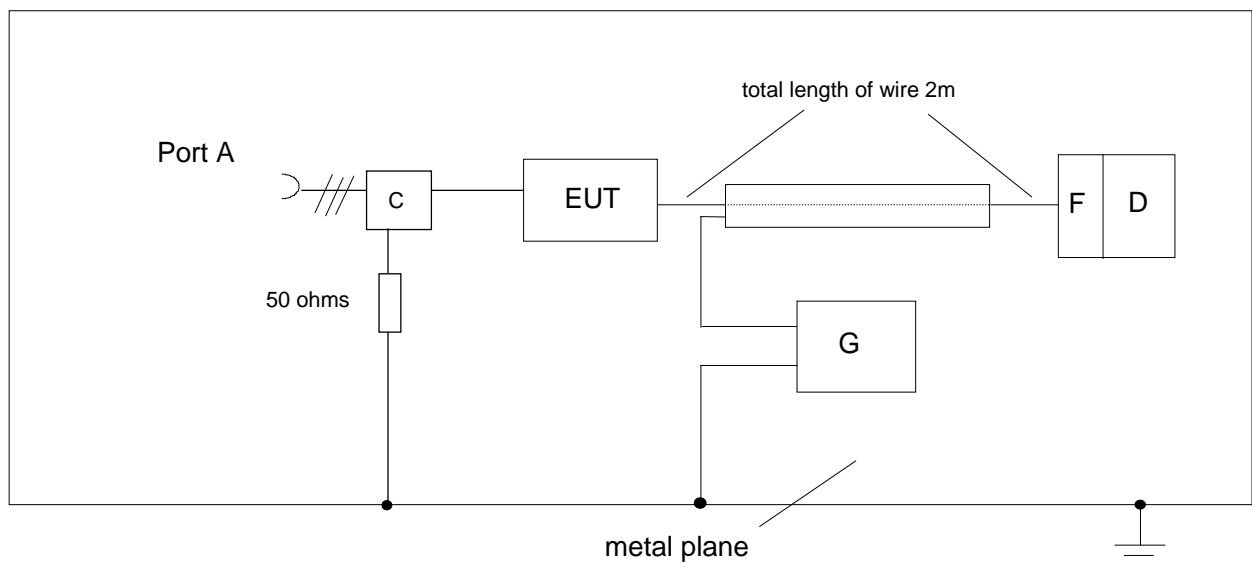 total length of wire 2m
Port A
C
EUT
F
D
50 ohms
G
metal plane